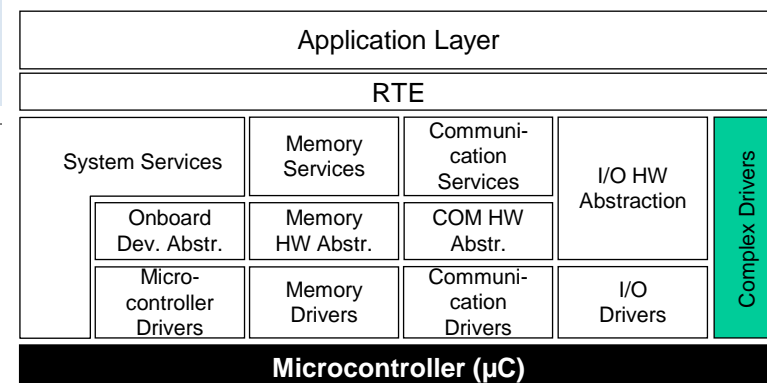 Application Layer
RTE
System Services
Memory
Services
Communi-
cation
Services
I/O HW
Abstraction
Complex Drivers
Onboard
Dev. Abstr.
Memory
HW Abstr.
COM HW
Abstr.
Micro-
controller
Drivers
Memory
Drivers
Communi-
cation
Drivers
I/O
Drivers
Microcontroller (µC)